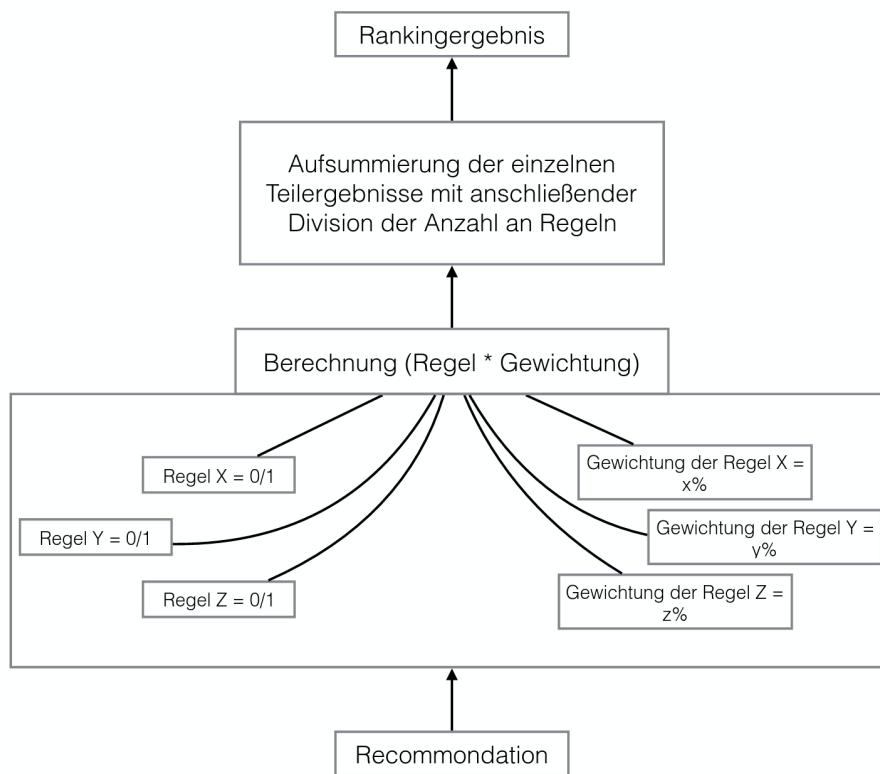 Rankingergebnis
Aufsummierung der einzelnen
Teilergebnisse mit anschließender
Division der Anzahl an Regeln
Berechnung (Regel * Gewichtung)
Regel X = 0/1
Gewichtung der Regel X =
x%
Regel Y = 0/1
Gewichtung der Regel Y =
y%
Regel Z = 0/1
Gewichtung der Regel Z =
z%
Recommondation